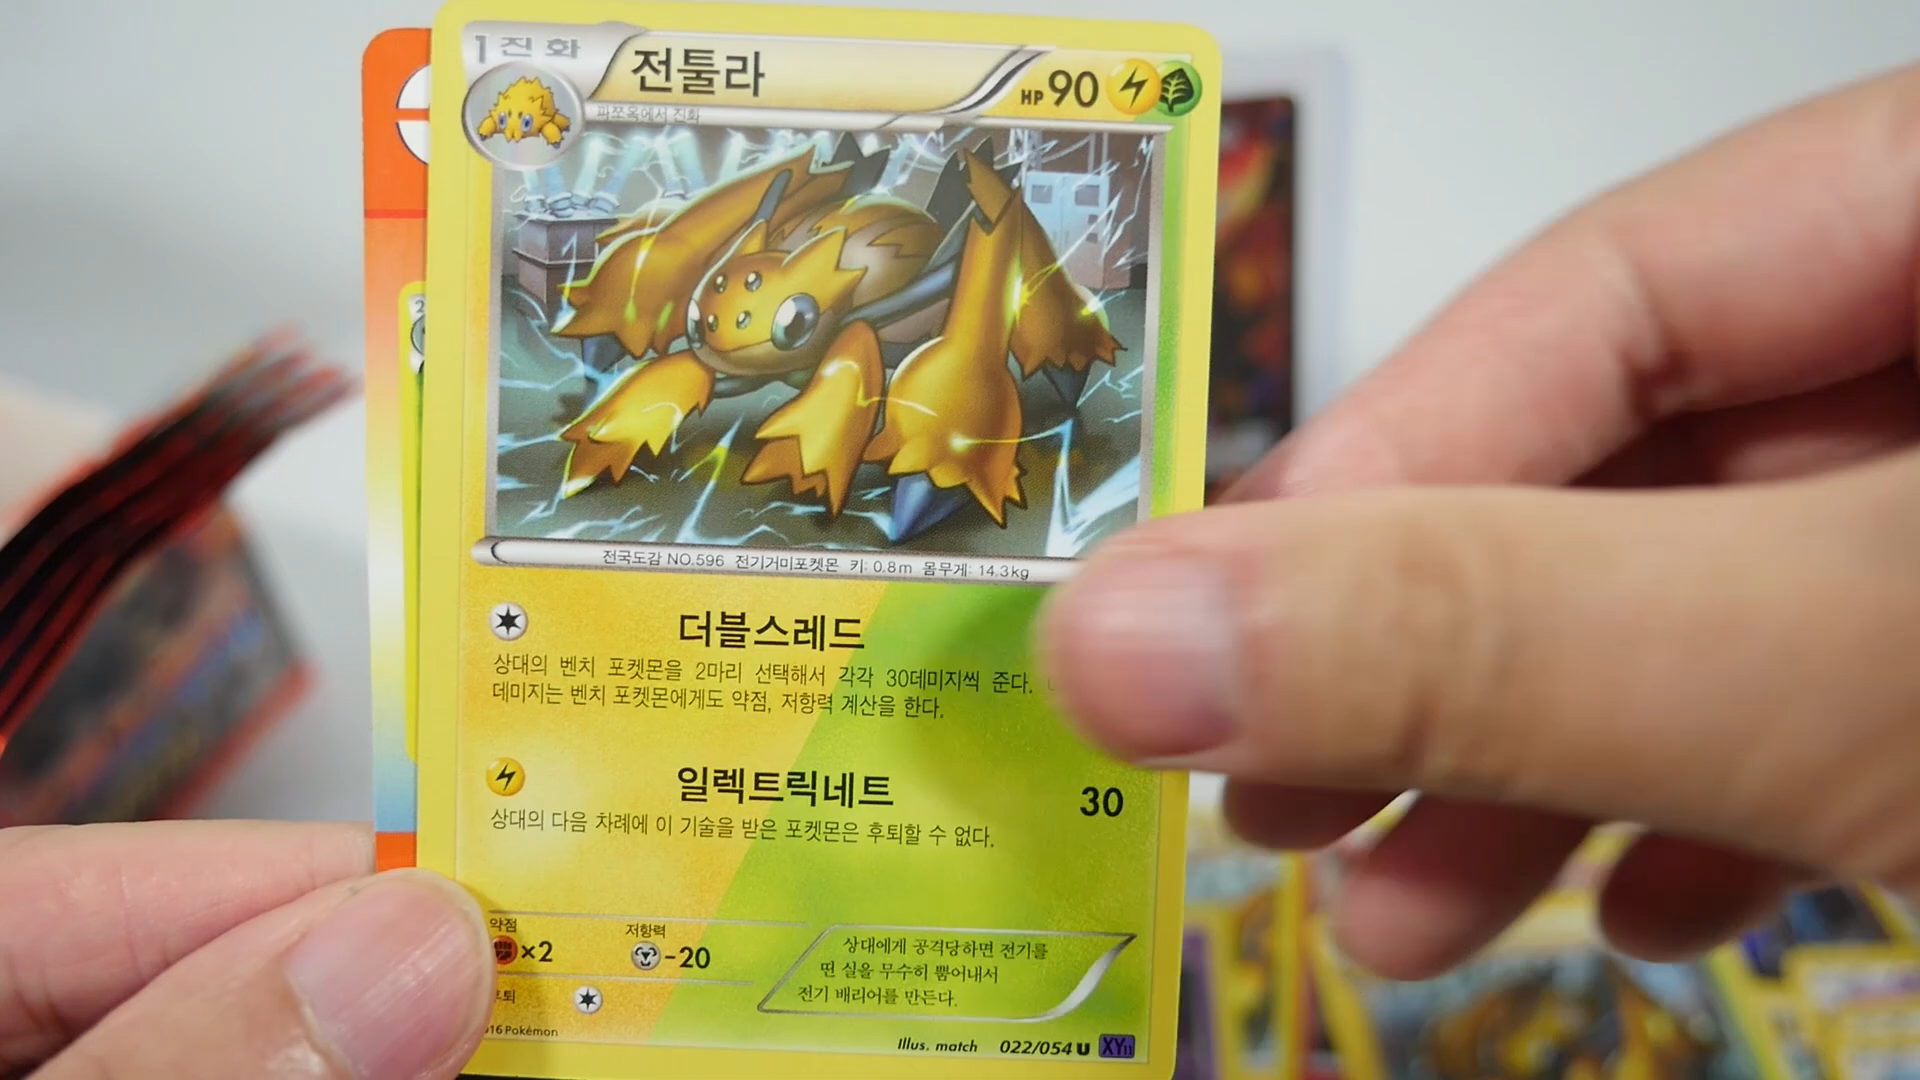 1진화
전툴라
HP 90
파쪼옥에서 진화
전국도감 NO.596 전기거미포켓몬 키: 0.8m 몸무게: 14.3kg
더블스레드
상대의 벤치 포켓몬을 2마리 선택해서 각각 30데미지씩 준다.
데미지는 벤치 포켓몬에게도 약점, 저항력 계산을 한다.
일렉트릭네트 30
상대의 다음 차례에 이 기술을 받은 포켓몬은 후퇴할 수 없다.
약점 저항력
×2 -20
상대에게 공격당하면 전기를
띤 실을 무수히 뿜어내서
전기 배리어를 만든다.
Pokémon
Illus. match 022/054 U XY11